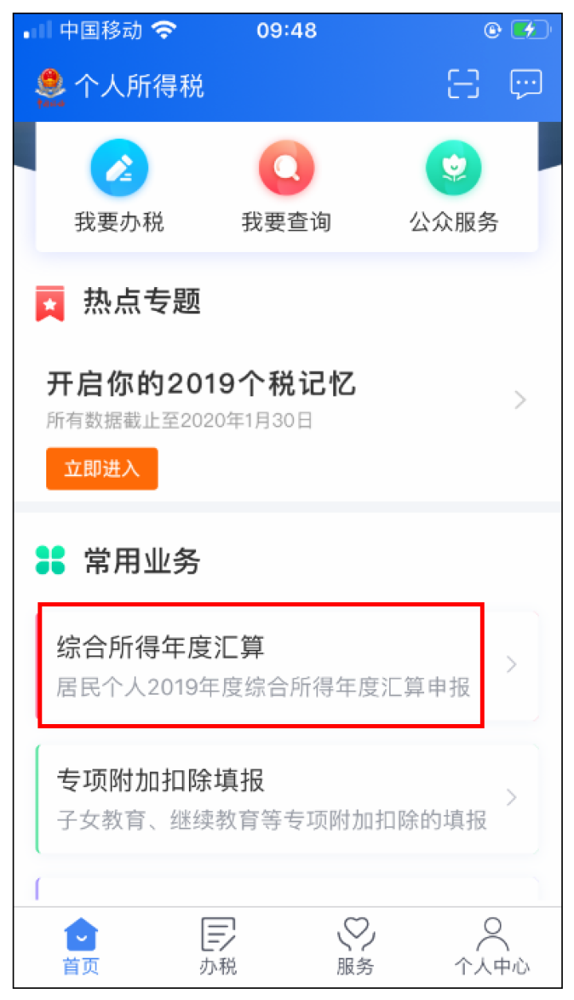 中国移动 09:48
个人所得税
我要办税 我要查询 公众服务
热点专题
开启你的2019个税记忆
所有数据截止至2020年1月30日
立即进入
常用业务
综合所得年度汇算
居民个人2019年度综合所得年度汇算申报
专项附加扣除填报
子女教育、继续教育等专项附加扣除的填报
首页 办税 服务 个人中心